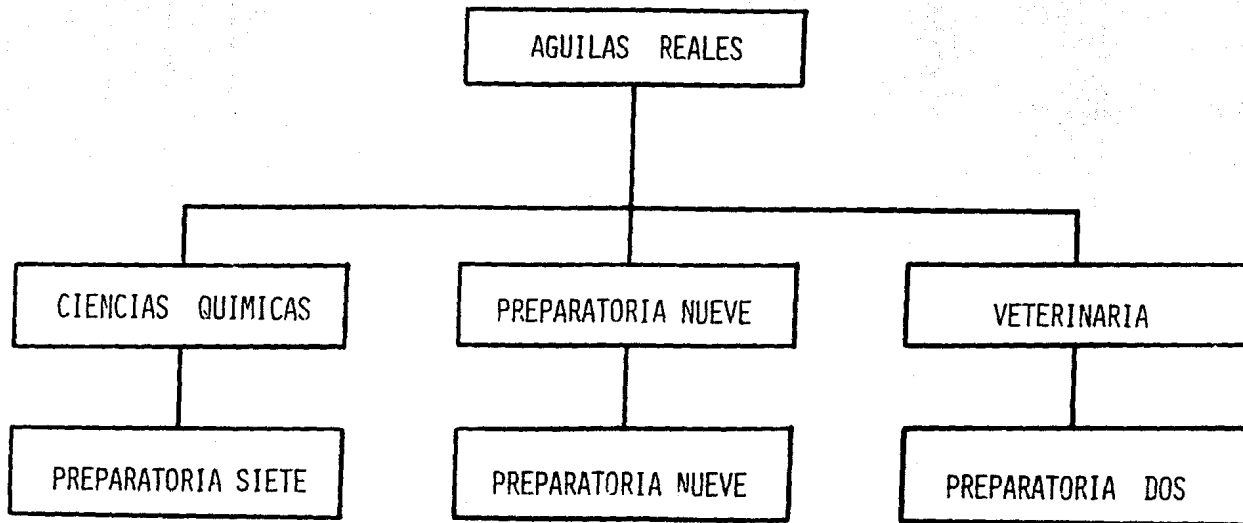 AGUILAS REALES
CIENCIAS QUIMICAS
PREPARATORIA NUEVE
VETERINARIA
PREPARATORIA SIETE
PREPARATORIA NUEVE
PREPARATORIA DOS